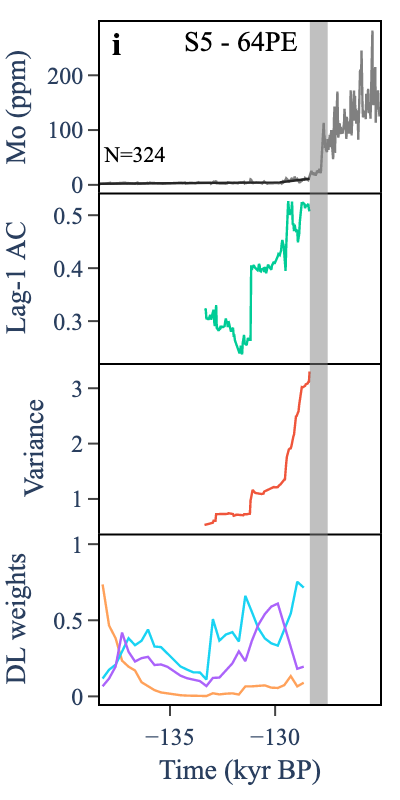 i
S5 - 64PE
Mo (ppm)
200
100
0
N=324
Lag-1 AC
0.5
0.4
0.3
Variance
3
2
1
DL weights
1
0.5
0
−135
−130
Time (kyr BP)